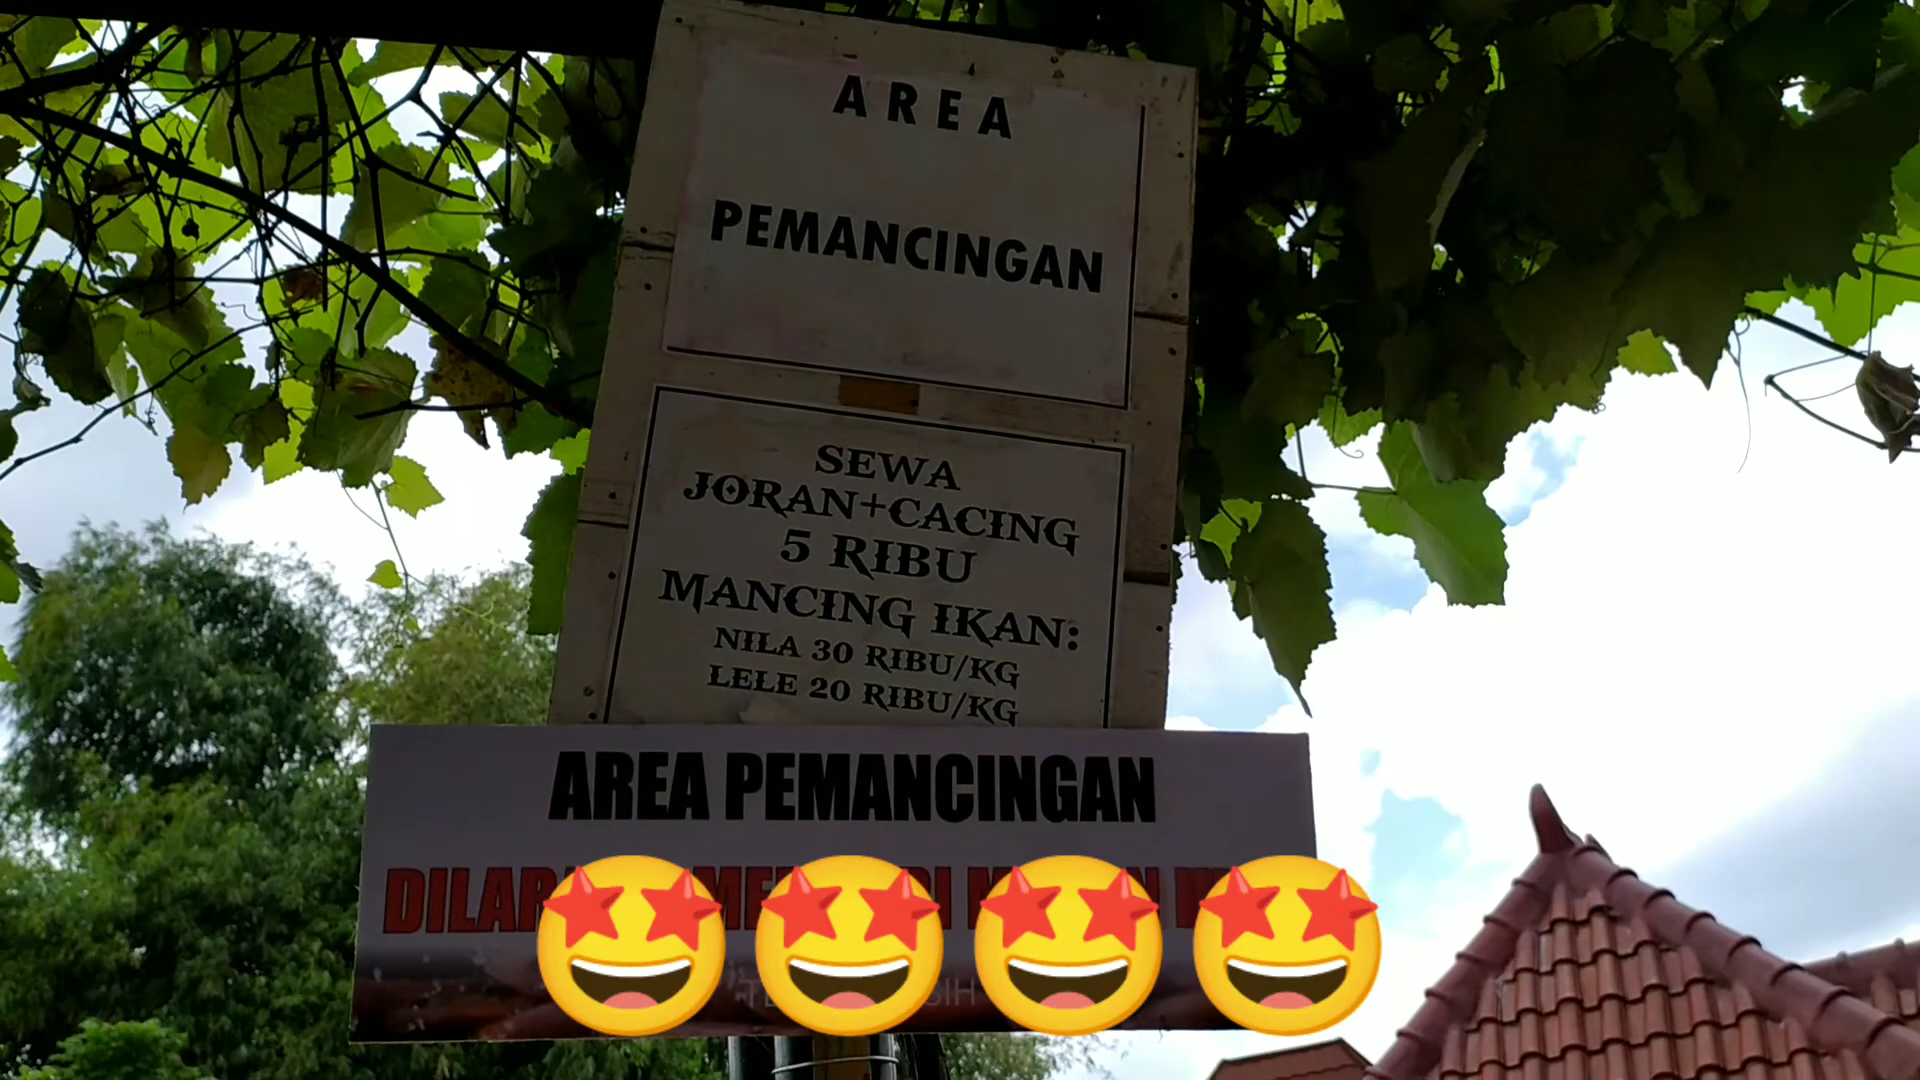 AREA
PEMANCINGAN
SEWA
JORAN+CACING
5 RIBU
MANCING IKAN:
NILA 30 RIBU/KG
LELE 20 RIBU/KG
AREA PEMANCINGAN